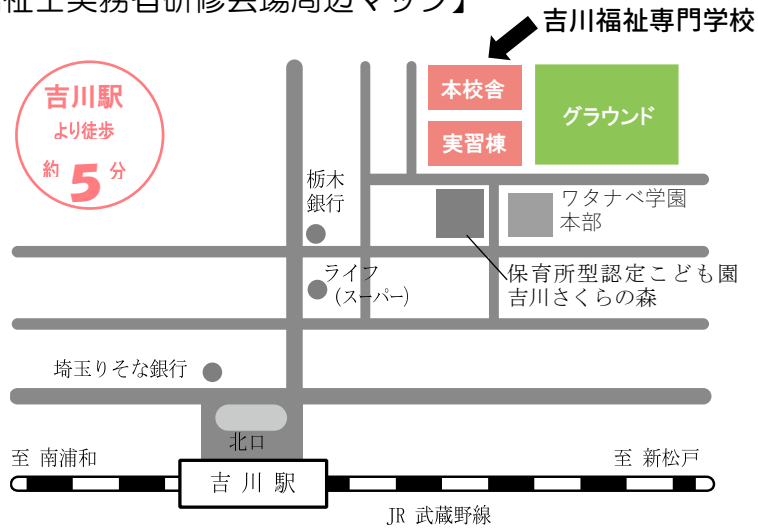 祉士実務者研修会場周辺マップ】
吉川福祉専門学校
吉川駅
より徒歩
約 5 分
本校舎
実習棟
グラウンド
栃木
銀行
ワタナベ学園
本部
ライフ
(スーパー)
保育所型認定こども園
吉川さくらの森
埼玉りそな銀行
北口
至 南浦和
至 新松戸
吉川駅
JR 武蔵野線